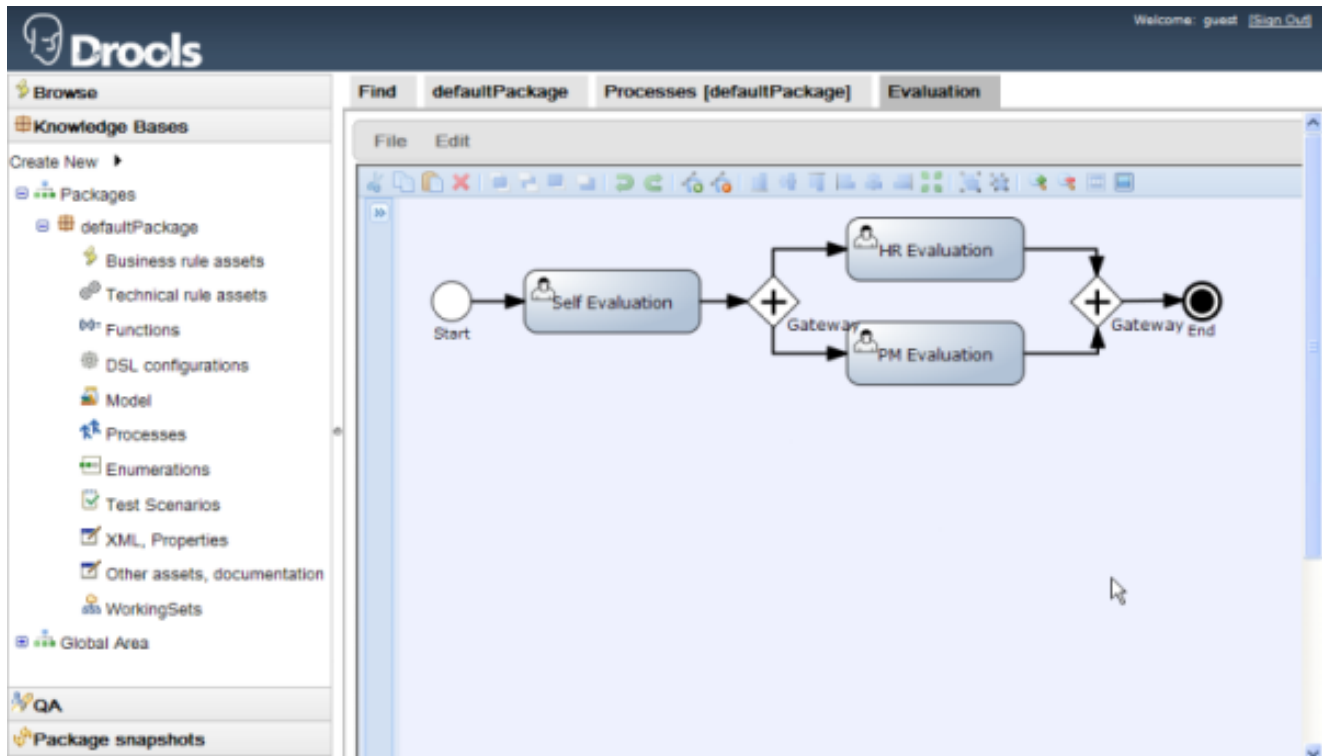 Drools
Welcome: guest [Sign Out]
Browse
Knowledge Bases
Create New
Packages
defaultPackage
Business rule assets
Technical rule assets
Functions
DSL configurations
Model
Processes
Enumerations
Test Scenarios
XML, Properties
Other assets, documentation
WorkingSets
Global Area
QA
Package snapshots
Find defaultPackage Processes [defaultPackage] Evaluation
File Edit
Start
Self Evaluation
Gateway
HR Evaluation
PM Evaluation
Gateway
End